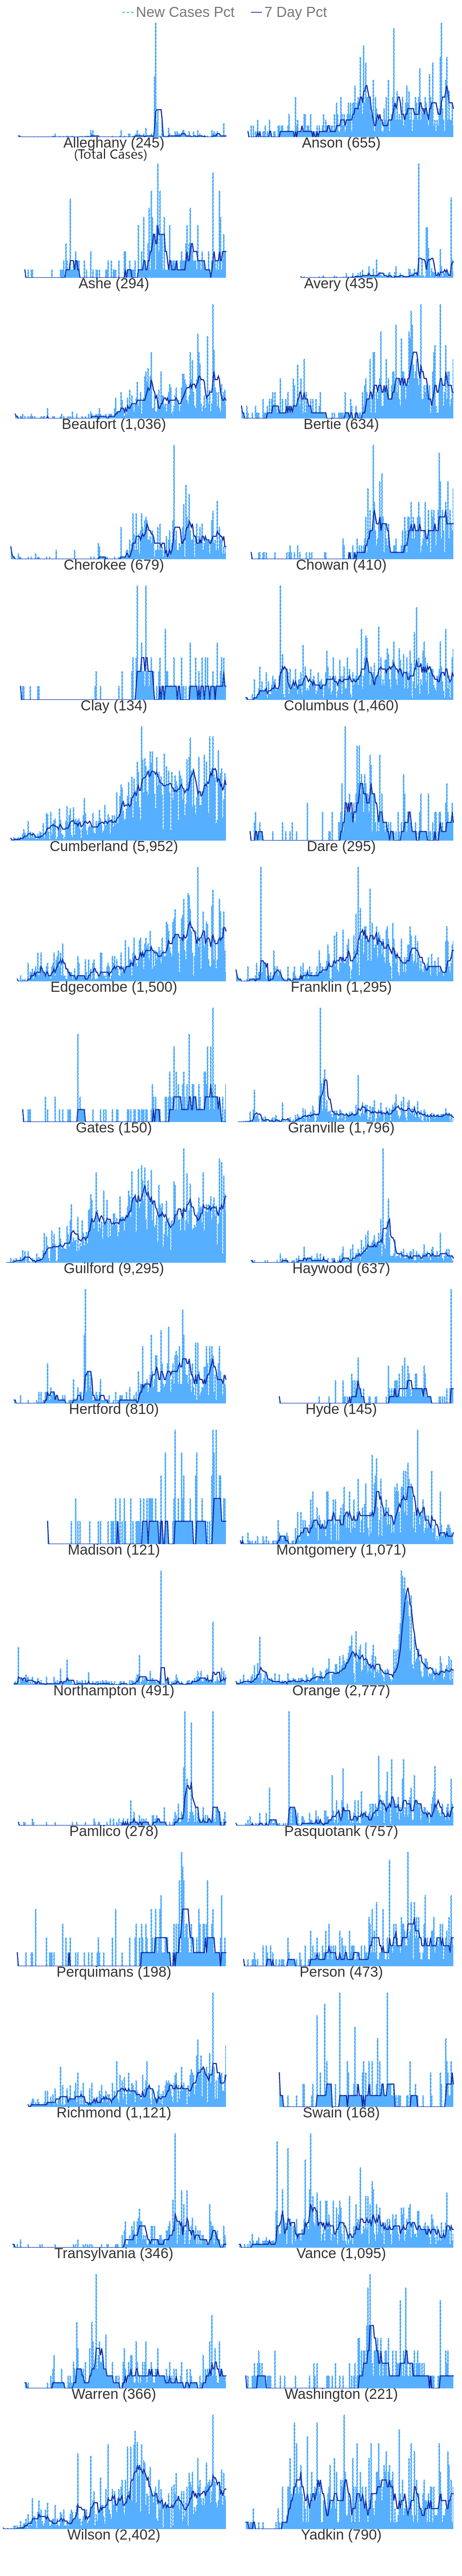 New Cases Pct 7 Day Pct
Alleghany (245) Anson (655)
(Total Cases)
Ashe (294) Avery (435)
Beaufort (1,036) Bertie (634)
Cherokee (679) Chowan (410)
Clay (134) Columbus (1,460)
Cumberland (5,952) Dare (295)
Edgecombe (1,500) Franklin (1,295)
Gates (150) Granville (1,796)
Guilford (9,295) Haywood (637)
Hertford (810) Hyde (145)
Madison (121) Montgomery (1,071)
Northampton (491) Orange (2,777)
Pamlico (278) Pasquotank (757)
Perquimans (198) Person (473)
Richmond (1,121) Swain (168)
Transylvania (346) Vance (1,095)
Warren (366) Washington (221)
Wilson (2,402) Yadkin (790)